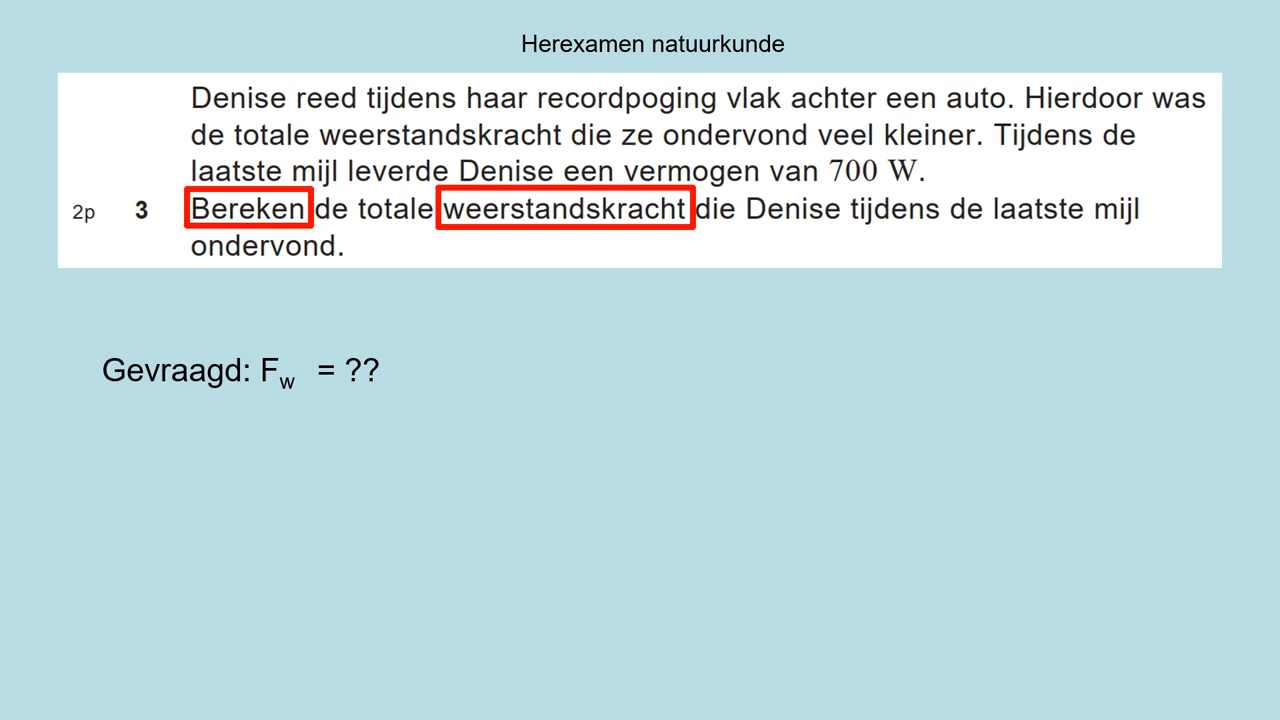 Herexamen natuurkunde
Denise reed tijdens haar recordpoging vlak achter een auto. Hierdoor was
de totale weerstandskracht die ze ondervond veel kleiner. Tijdens de
laatste mijl leverde Denise een vermogen van 700 W.
2p 3 Bereken de totale weerstandskracht die Denise tijdens de laatste mijl
ondervond.
Gevraagd: Fw = ??